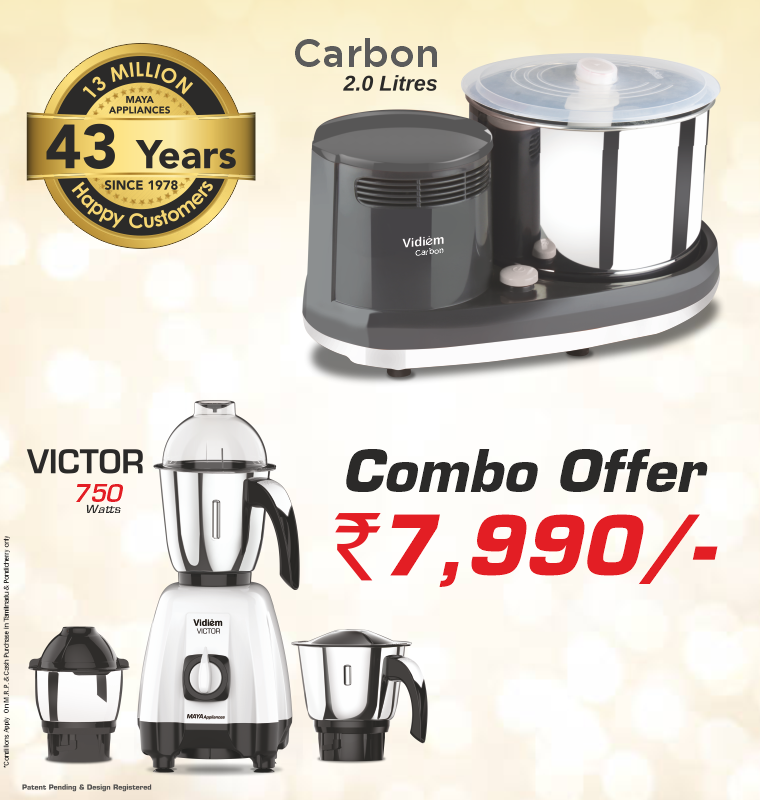 13 MILLION
MAYA
APPLIANCES
43 Years
SINCE 1978
Happy Customers
Carbon
2.0 Litres
Vidiem
Carbon
VICTOR
750
Watts
Combo Offer
₹7,990/-
Vidiem
VICTOR
MAYA Appliances
*Conditions Apply On M.R.P. & Cash Purchase in Tamilnadu & Pondicherry only
Patent Pending & Design Registered